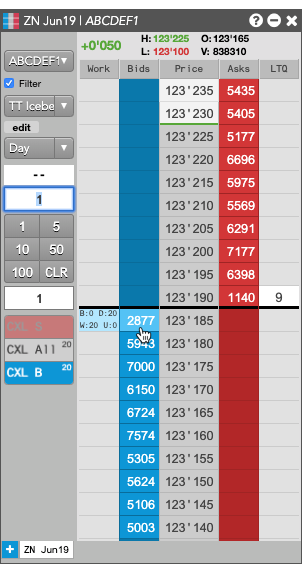 ZN Jun19 | ABCDEF1
+0'050 H: 123'225 O: 123'165
L: 123'100 V: 838310
Work Bids Price Asks LTQ
ABCDEF1
Filter
TT Icebe
edit
Day
--
1
1 5
10 50
100 CLR
1
CXL S
CXL All 20
CXL B 20
123'235 5435
123'230 5405
123'225 5177
123'220 6696
123'215 5975
123'210 5569
123'205 6291
123'200 7177
123'195 6398
123'190 1140 9
B:0 D:20
W:20 U:0
2877 123'185
5943 123'180
7000 123'175
6150 123'170
6724 123'165
7574 123'160
5305 123'155
5624 123'150
5106 123'145
5003 123'140
+ ZN Jun19